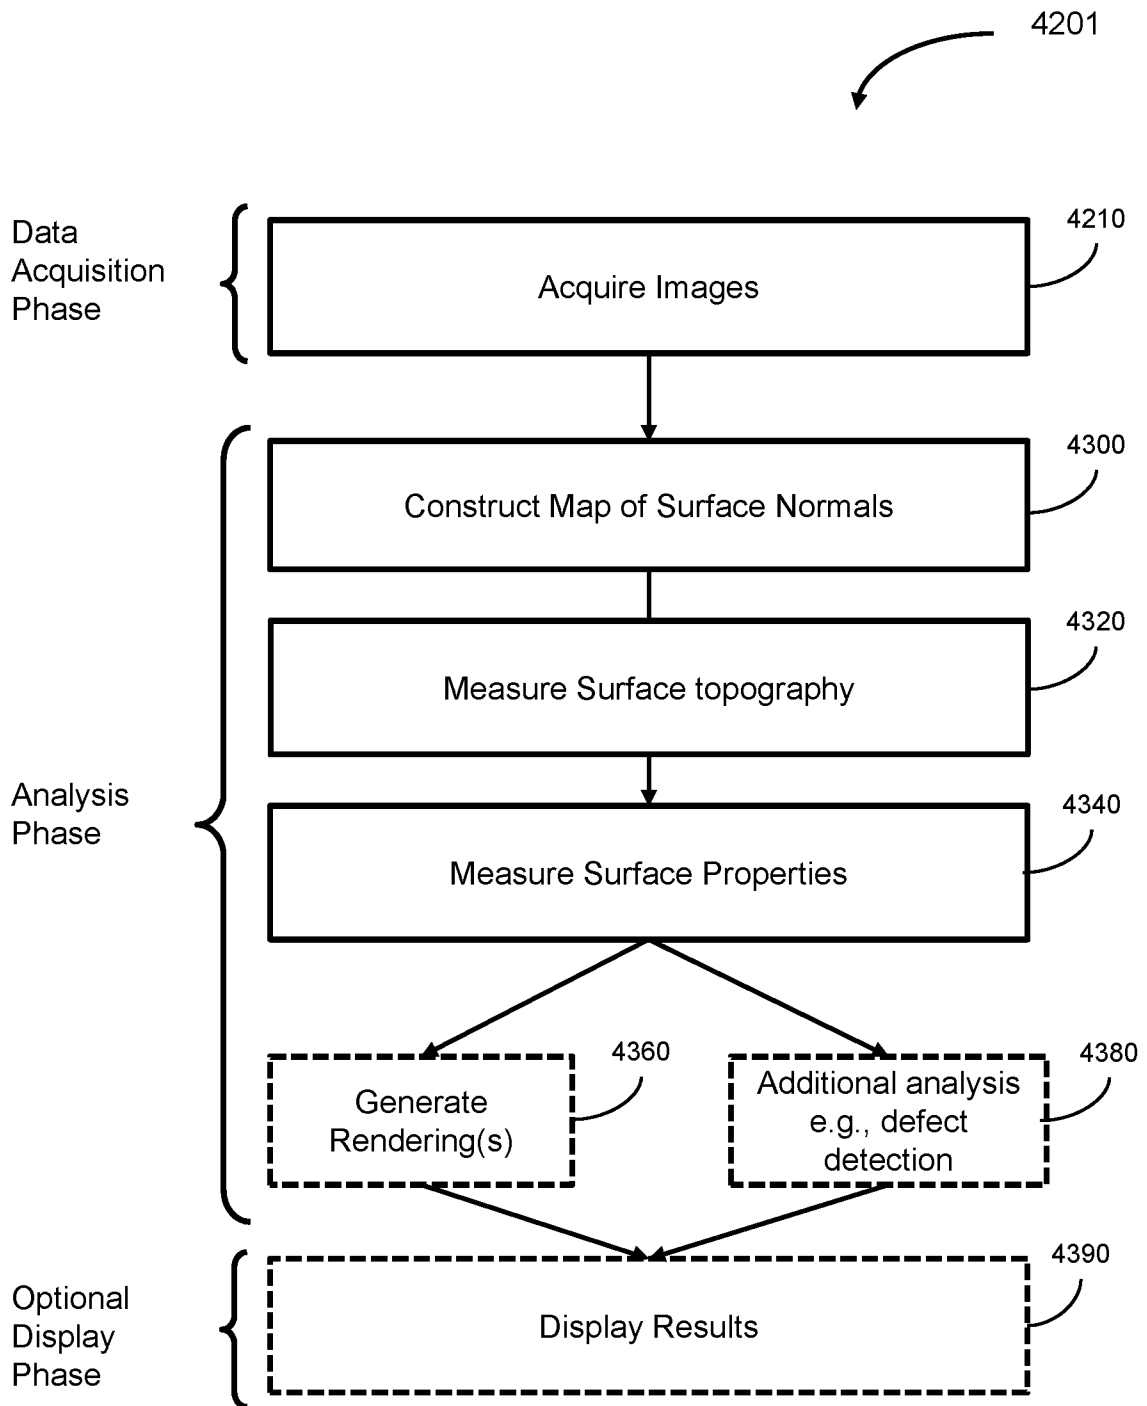 4201
Data
Acquisition
Phase
4210
Acquire Images
4300
Construct Map of Surface Normals
4320
Measure Surface topography
Analysis
Phase
4340
Measure Surface Properties
4360
Generate
Rendering(s)
4380
Additional analysis
e.g., defect
detection
Optional
Display
Phase
4390
Display Results